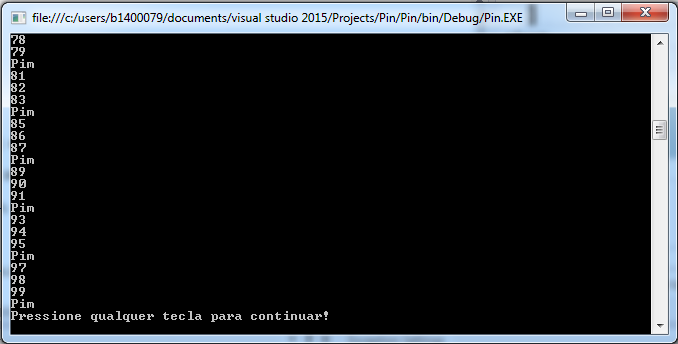 file:///c:/users/b1400079/documents/visual studio 2015/Projects/Pin/Pin/bin/Debug/Pin.EXE
78
79
Pim
81
82
83
Pim
85
86
87
Pim
89
90
91
Pim
93
94
95
Pim
97
98
99
Pim
Pressione qualquer tecla para continuar!